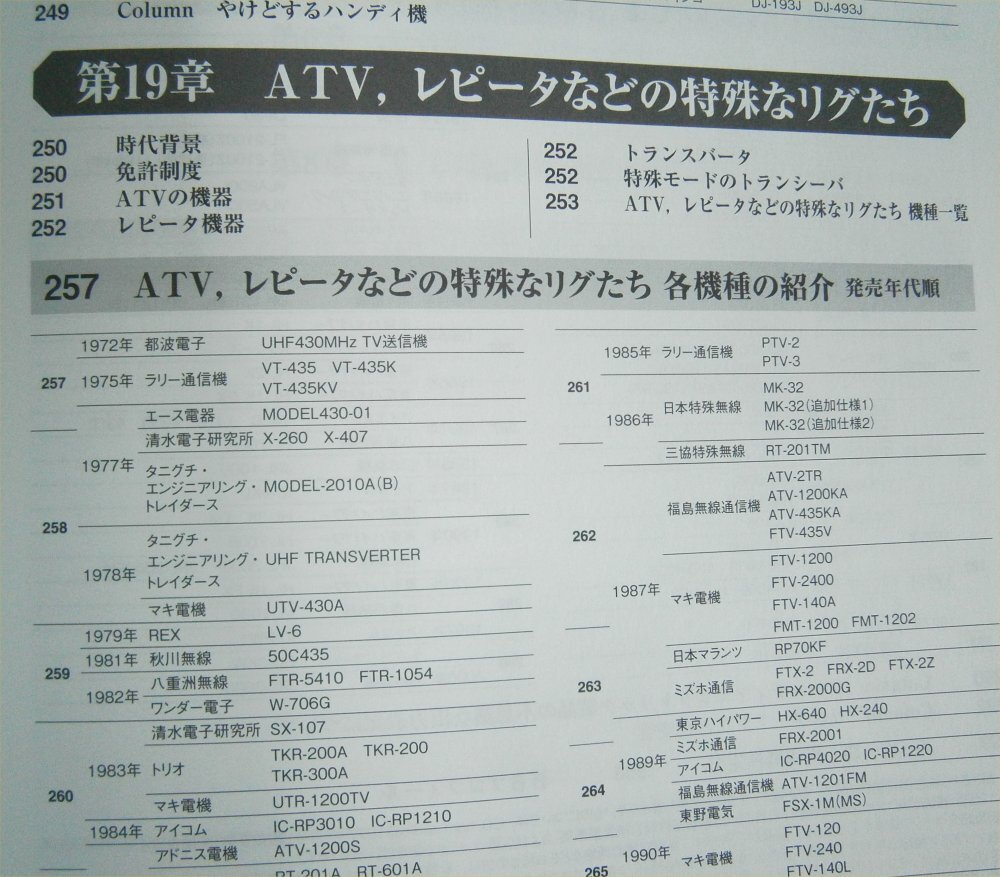 249 Column やけどするハンディ機
DJ-193J DJ-493J
第19章 ATV，レピータなどの特殊なリグたち
250 時代背景
250 免許制度
251 ATVの機器
252 レピータ機器
252 トランスバータ
252 特殊モードのトランシーバ
253 ATV，レピータなどの特殊なリグたち 機種一覧
257 ATV，レピータなどの特殊なリグたち 各機種の紹介 発売年代順
1972年 都波電子 UHF430MHz TV送信機
257 1975年 ラリー通信機 VT-435 VT-435K
VT-435KV
エース電器 MODEL430-01
清水電子研究所 X-260 X-407
1977年
タニグチ・
エンジニアリング・ MODEL-2010A(B)
トレイダース
258
タニグチ・
エンジニアリング・ UHF TRANSVERTER
1978年 トレイダース
マキ電機 UTV-430A
1979年 REX LV-6
259 1981年 秋川無線 50C435
1982年 八重洲無線 FTR-5410 FTR-1054
ワンダー電子 W-706G
清水電子研究所 SX-107
1983年 トリオ TKR-200A TKR-200
TKR-300A
260 マキ電機 UTR-1200TV
1984年 アイコム IC-RP3010 IC-RP1210
アドニス電機 ATV-1200S
RT-201A RT-601A
1985年 ラリー通信機 PTV-2
PTV-3
261
1986年 日本特殊無線 MK-32
MK-32（追加仕様1）
MK-32（追加仕様2）
三協特殊無線 RT-201TM
福島無線通信機 ATV-2TR
ATV-1200KA
ATV-435KA
262 FTV-435V
1987年 マキ電機 FTV-1200
FTV-2400
FTV-140A
FMT-1200 FMT-1202
日本マランツ RP70KF
263 ミズホ通信 FTX-2 FRX-2D FTX-2Z
FRX-2000G
東京ハイパワー HX-640 HX-240
1989年 ミズホ通信 FRX-2001
アイコム IC-RP4020 IC-RP1220
264 福島無線通信機 ATV-1201FM
東野電気 FSX-1M(MS)
265 1990年 マキ電機 FTV-120
FTV-240
FTV-140L